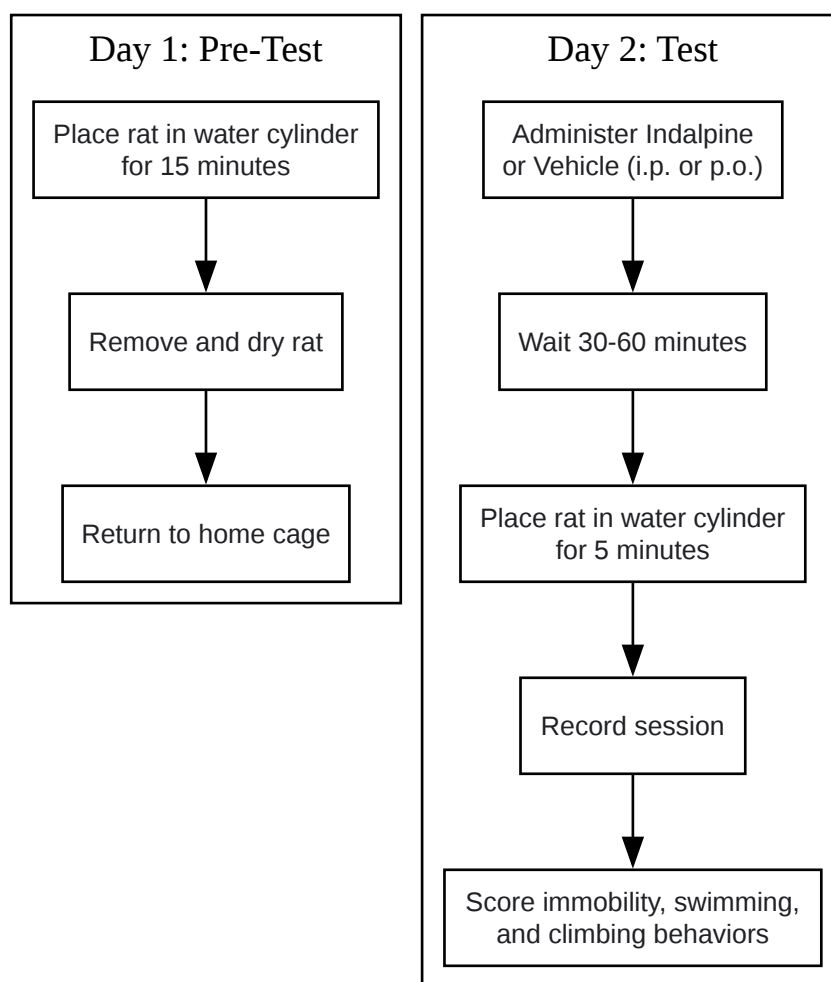 Day 1: Pre-Test
Place rat in water cylinder
for 15 minutes
Remove and dry rat
Return to home cage
Day 2: Test
Administer Indalpine
or Vehicle (i.p. or p.o.)
Wait 30-60 minutes
Place rat in water cylinder
for 5 minutes
Record session
Score immobility, swimming,
and climbing behaviors